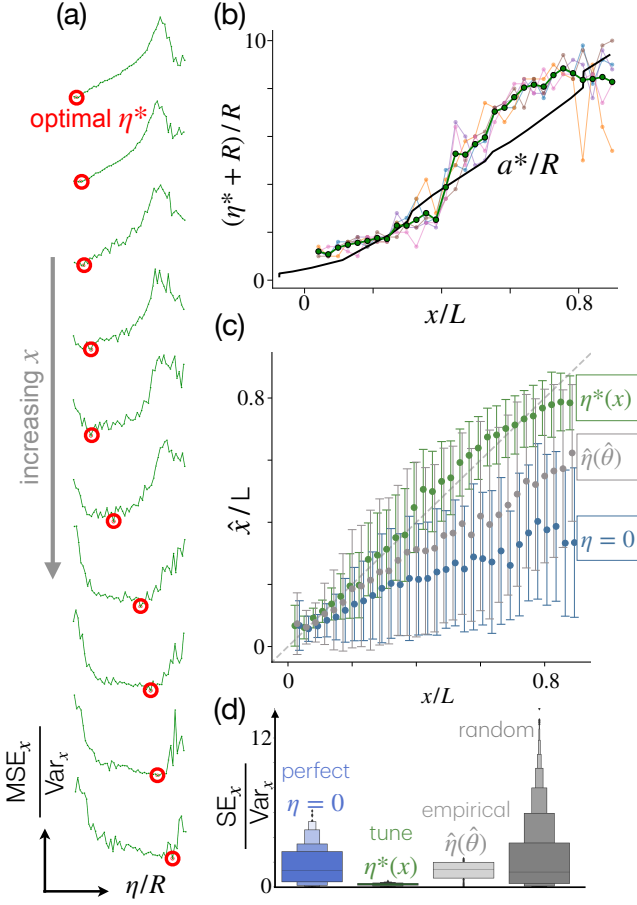 (a)
optimal η*
increasing x
MSEₓ
Varₓ
η/R
(b)
(η* + R)/R
10
0
a*/R
0
0.8
x/L
(c)
x̂/L
0.8
0
η*(x)
η̂(θ̂)
η = 0
0
0.8
x/L
(d)
SEₓ
Varₓ
12
0
perfect
η = 0
tune
η*(x)
empirical
η̂(θ̂)
random